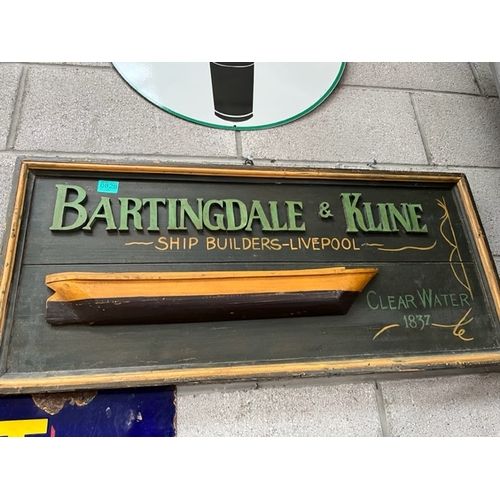 BARTINGDALE & KLINE
~ SHIP BUILDERS-LIVEPOOL ~
CLEAR WATER
1837